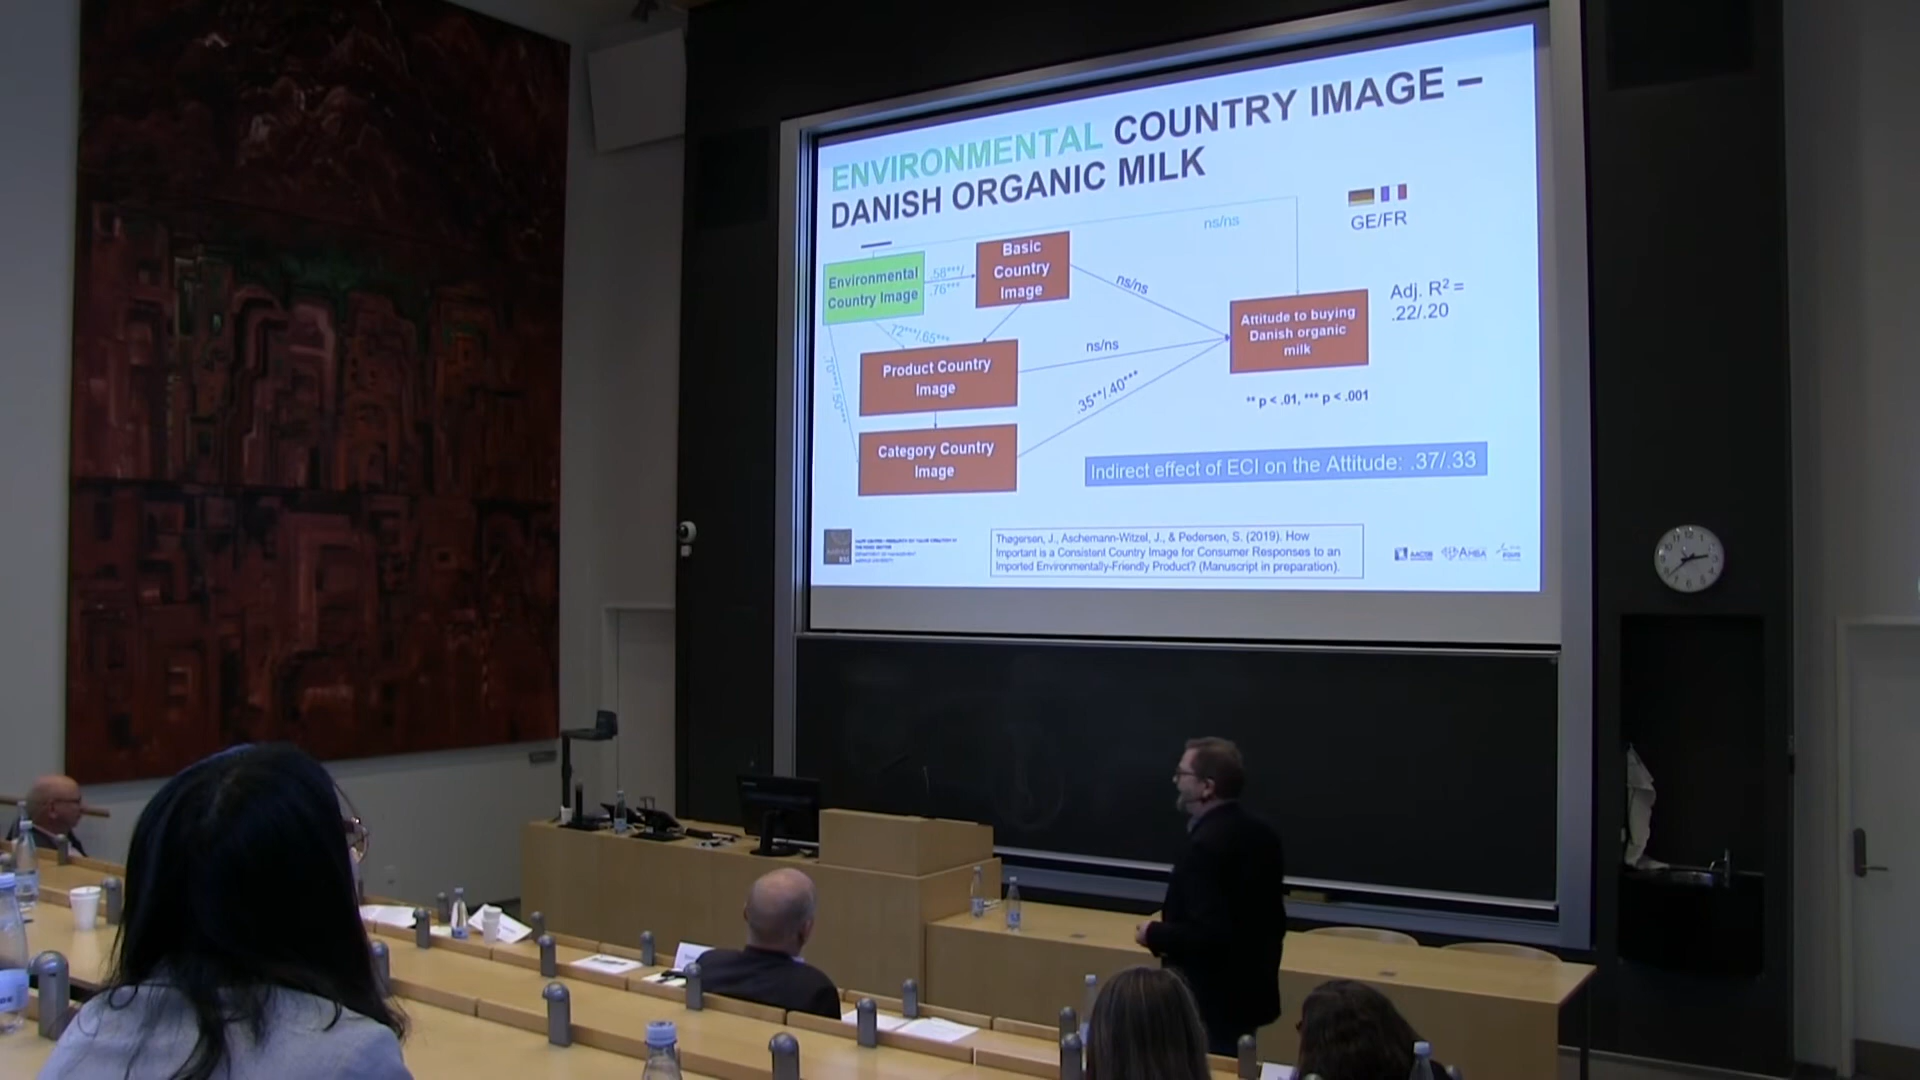 ENVIRONMENTAL COUNTRY IMAGE –
DANISH ORGANIC MILK
GE/FR
ns/ns
Environmental
Country Image
.58***/
.76***
Basic
Country
Image
ns/ns
.72***/.65***
Attitude to buying
Danish organic
milk
Adj. R² =
.22/.20
Product Country
Image
ns/ns
.70***/.50***
.35**/.40***
** p < .01, *** p < .001
Category Country
Image
Indirect effect of ECI on the Attitude: .37/.33
Thøgersen, J., Aschemann-Witzel, J., & Pedersen, S. (2019). How
Important is a Consistent Country Image for Consumer Responses to an
Imported Environmentally-Friendly Product? (Manuscript in preparation).
AACSB
AMBA
EQUIS